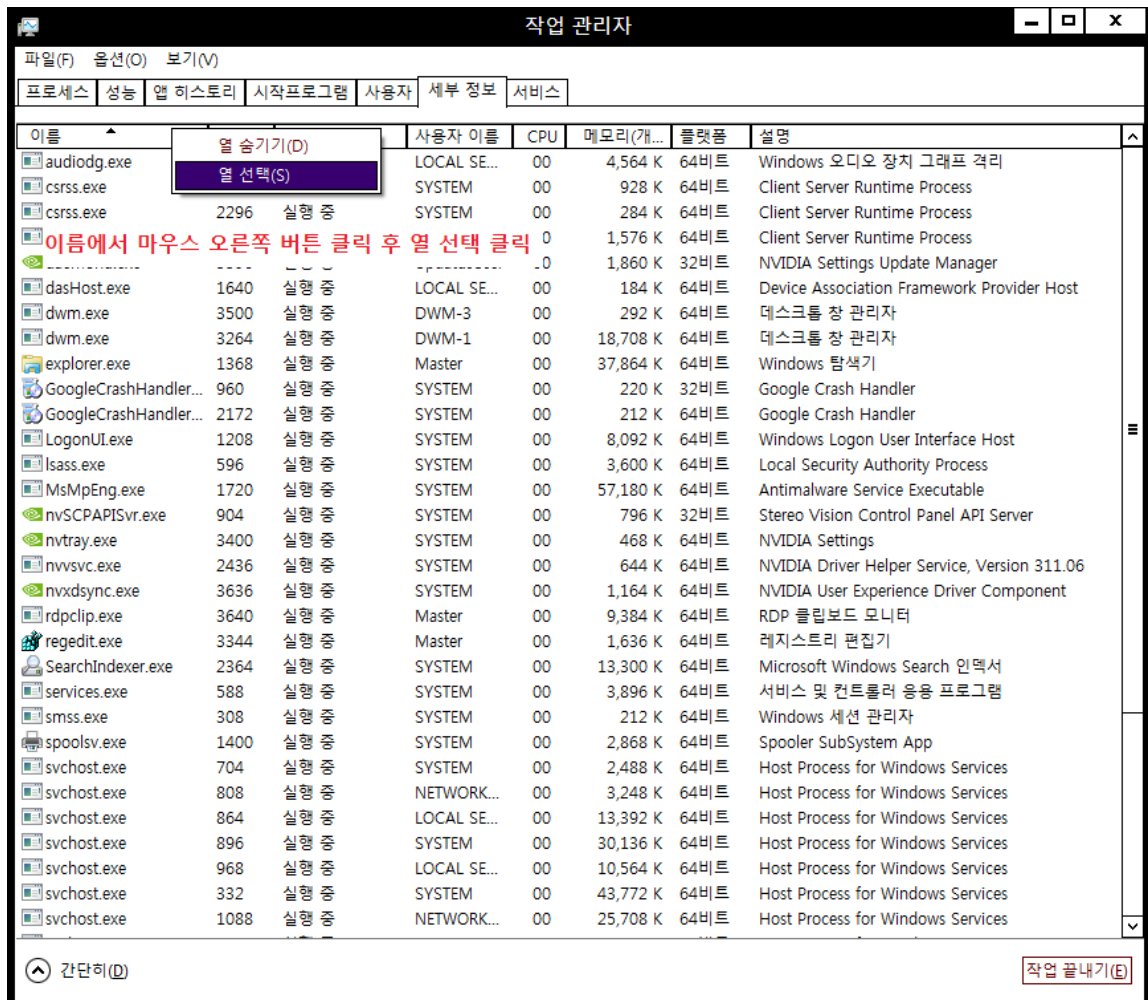 작업 관리자
파일(F) 옵션(O) 보기(V)
프로세스 성능 앱 히스토리 시작프로그램 사용자 세부 정보 서비스
이름 사용자 이름 CPU 메모리(개... 플랫폼 설명
열 숨기기(D)
열 선택(S)
audiodg.exe LOCAL SE... 00 4,564 K 64비트 Windows 오디오 장치 그래프 격리
csrss.exe SYSTEM 00 928 K 64비트 Client Server Runtime Process
csrss.exe 2296 실행 중 SYSTEM 00 284 K 64비트 Client Server Runtime Process
이름에서 마우스 오른쪽 버튼 클릭 후 열 선택 클릭 0 1,576 K 64비트 Client Server Runtime Process
1,860 K 32비트 NVIDIA Settings Update Manager
dasHost.exe 1640 실행 중 LOCAL SE... 00 184 K 64비트 Device Association Framework Provider Host
dwm.exe 3500 실행 중 DWM-3 00 292 K 64비트 데스크톱 창 관리자
dwm.exe 3264 실행 중 DWM-1 00 18,708 K 64비트 데스크톱 창 관리자
explorer.exe 1368 실행 중 Master 00 37,864 K 64비트 Windows 탐색기
GoogleCrashHandler... 960 실행 중 SYSTEM 00 220 K 32비트 Google Crash Handler
GoogleCrashHandler... 2172 실행 중 SYSTEM 00 212 K 64비트 Google Crash Handler
LogonUI.exe 1208 실행 중 SYSTEM 00 8,092 K 64비트 Windows Logon User Interface Host
lsass.exe 596 실행 중 SYSTEM 00 3,600 K 64비트 Local Security Authority Process
MsMpEng.exe 1720 실행 중 SYSTEM 00 57,180 K 64비트 Antimalware Service Executable
nvSCPAPISvr.exe 904 실행 중 SYSTEM 00 796 K 32비트 Stereo Vision Control Panel API Server
nvtray.exe 3400 실행 중 SYSTEM 00 468 K 64비트 NVIDIA Settings
nvvsvc.exe 2436 실행 중 SYSTEM 00 644 K 64비트 NVIDIA Driver Helper Service, Version 311.06
nvxdsync.exe 3636 실행 중 SYSTEM 00 1,164 K 64비트 NVIDIA User Experience Driver Component
rdpclip.exe 3640 실행 중 Master 00 9,384 K 64비트 RDP 클립보드 모니터
regedit.exe 3344 실행 중 Master 00 1,636 K 64비트 레지스트리 편집기
SearchIndexer.exe 2364 실행 중 SYSTEM 00 13,300 K 64비트 Microsoft Windows Search 인덱서
services.exe 588 실행 중 SYSTEM 00 3,896 K 64비트 서비스 및 컨트롤러 응용 프로그램
smss.exe 308 실행 중 SYSTEM 00 212 K 64비트 Windows 세션 관리자
spoolsv.exe 1400 실행 중 SYSTEM 00 2,868 K 64비트 Spooler SubSystem App
svchost.exe 704 실행 중 SYSTEM 00 2,488 K 64비트 Host Process for Windows Services
svchost.exe 808 실행 중 NETWORK... 00 3,248 K 64비트 Host Process for Windows Services
svchost.exe 864 실행 중 LOCAL SE... 00 13,392 K 64비트 Host Process for Windows Services
svchost.exe 896 실행 중 SYSTEM 00 30,136 K 64비트 Host Process for Windows Services
svchost.exe 968 실행 중 LOCAL SE... 00 10,564 K 64비트 Host Process for Windows Services
svchost.exe 332 실행 중 SYSTEM 00 43,772 K 64비트 Host Process for Windows Services
svchost.exe 1088 실행 중 NETWORK... 00 25,708 K 64비트 Host Process for Windows Services
간단히(D) 작업 끝내기(E)